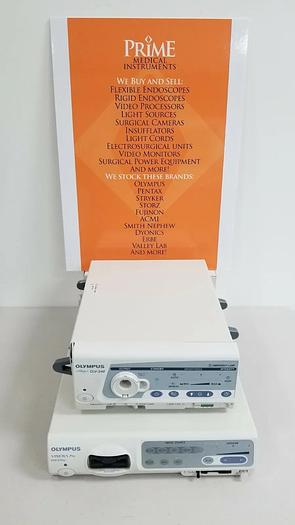 PRIME
MEDICAL
INSTRUMENTS
WE BUY AND SELL:
FLEXIBLE ENDOSCOPES
RIGID ENDOSCOPES
VIDEO PROCESSORS
LIGHT SOURCES
SURGICAL CAMERAS
INSUFFLATORS
LIGHT CORDS
ELECTROSURGICAL UNITS
VIDEO MONITORS
SURGICAL POWER EQUIPMENT
AND MORE!
WE STOCK THESE BRANDS:
OLYMPUS
PENTAX
STRYKER
STORZ
FUJINON
ACMI
SMITH NEPHEW
DYONICS
ERBE
VALLEY LAB
AND MORE!
OLYMPUS
OLYMPUS